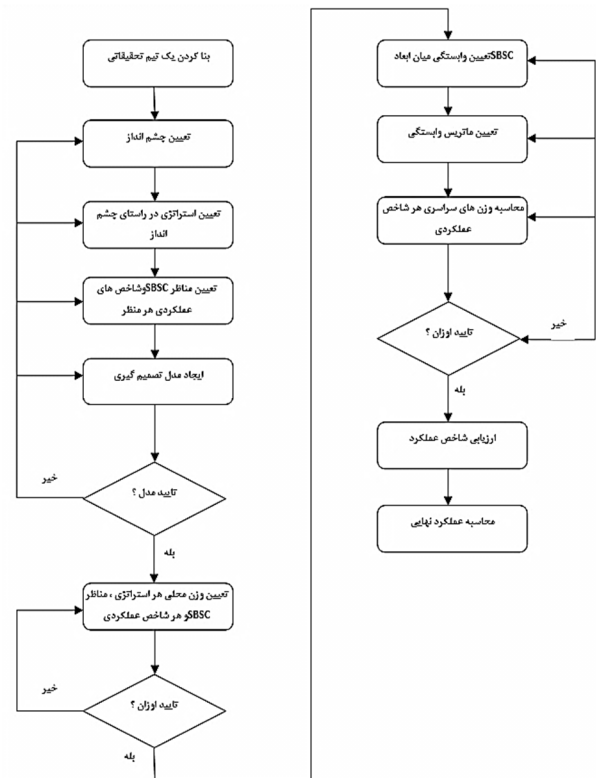 بنا کردن یک تیم تحقیقاتی
تعیین چشم انداز
تعیین استراتژی در راستای چشم
انداز
تعیین مناظر SBSCوشاخص های
عملکردی هر منظر
ایجاد مدل تصمیم گیری
تایید مدل ؟
خیر
بله
تعیین وزن محلی هر استراتژی ، مناظر
SBSCو هر شاخص عملکردی
تایید اوزان ؟
خیر
بله
SBSCتعیین وابستگی میان ابعاد
تعیین ماتریس وابستگی
محاسبه وزن های سراسری هر شاخص
عملکردی
تایید اوزان ؟
خیر
بله
ارزیابی شاخص عملکرد
محاسبه عملکرد نهایی